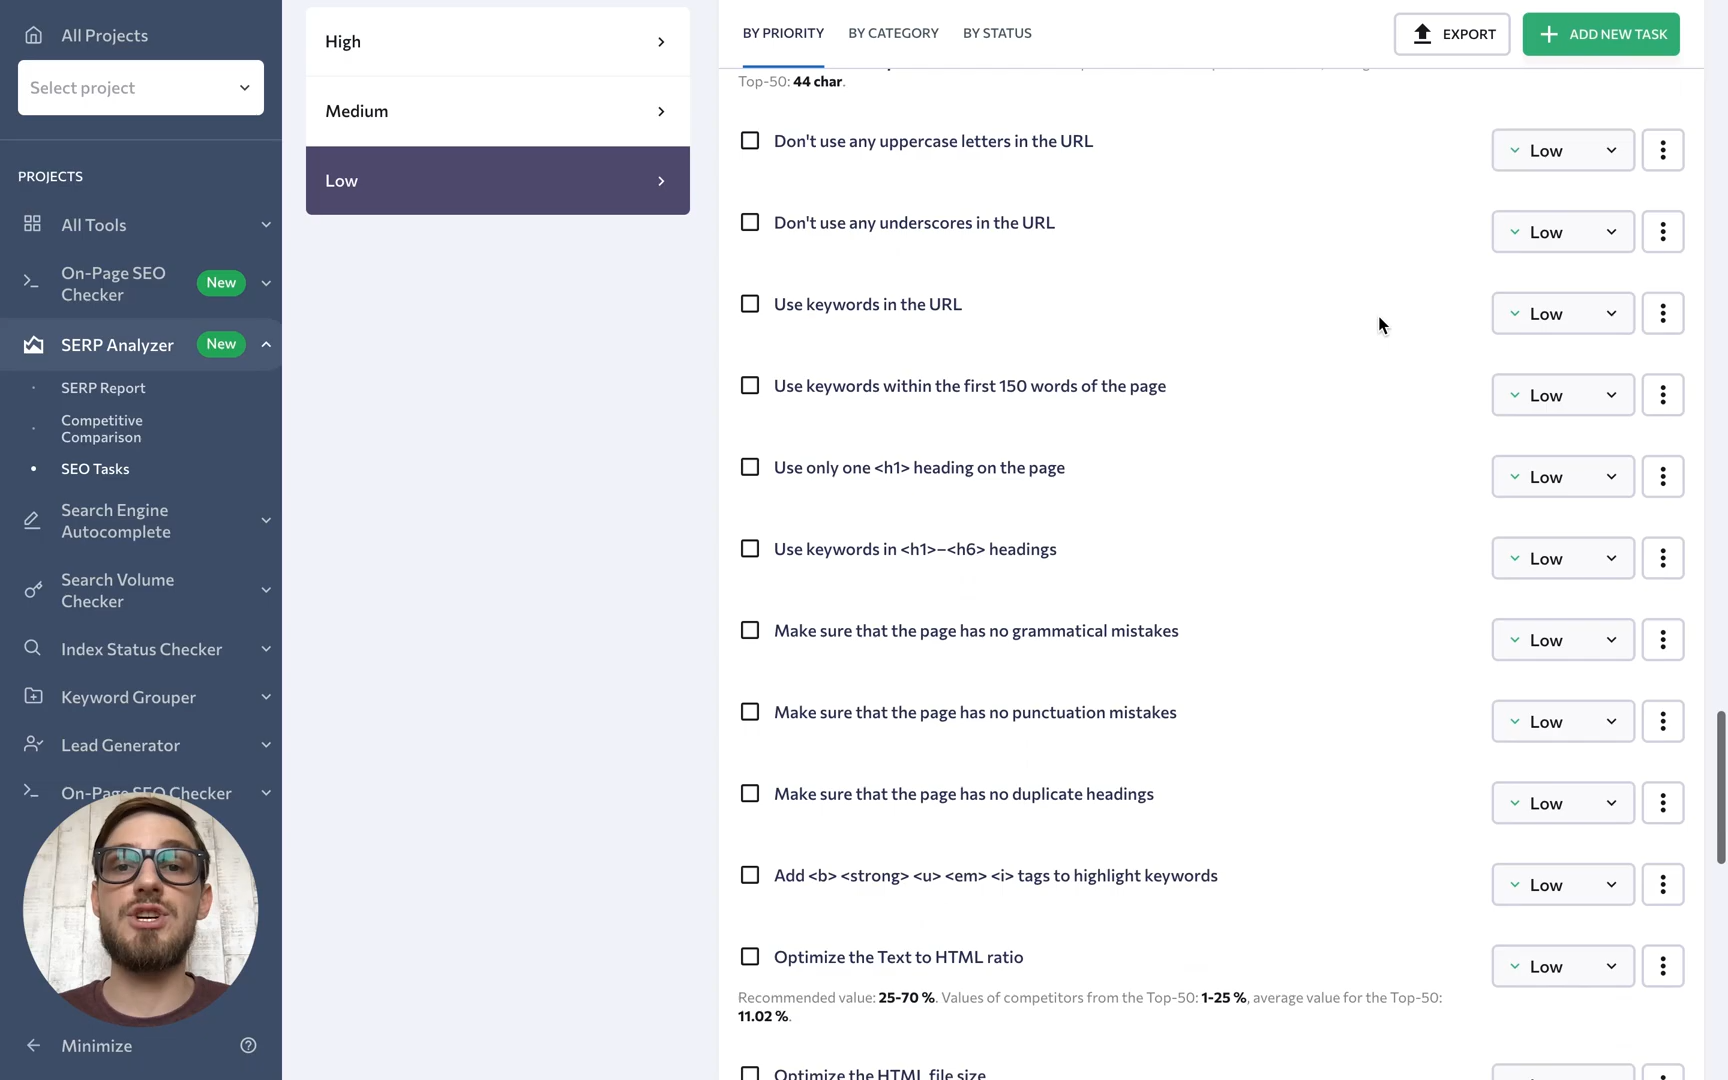 All Projects
Select project
PROJECTS
All Tools
On-Page SEO
Checker
New
SERP Analyzer
New
SERP Report
Competitive
Comparison
SEO Tasks
Search Engine
Autocomplete
Search Volume
Checker
Index Status Checker
Keyword Grouper
Lead Generator
On-Page SEO Checker
Minimize
High
Medium
Low
BY PRIORITY
BY CATEGORY
BY STATUS
EXPORT
ADD NEW TASK
Top-50: 44 char.
Don't use any uppercase letters in the URL
Low
Don't use any underscores in the URL
Low
Use keywords in the URL
Low
Use keywords within the first 150 words of the page
Low
Use only one <h1> heading on the page
Low
Use keywords in <h1>–<h6> headings
Low
Make sure that the page has no grammatical mistakes
Low
Make sure that the page has no punctuation mistakes
Low
Make sure that the page has no duplicate headings
Low
Add <b> <strong> <u> <em> <i> tags to highlight keywords
Low
Optimize the Text to HTML ratio
Low
Recommended value: 25-70 %. Values of competitors from the Top-50: 1-25 %, average value for the Top-50:
11.02 %.
Optimize the HTML file size